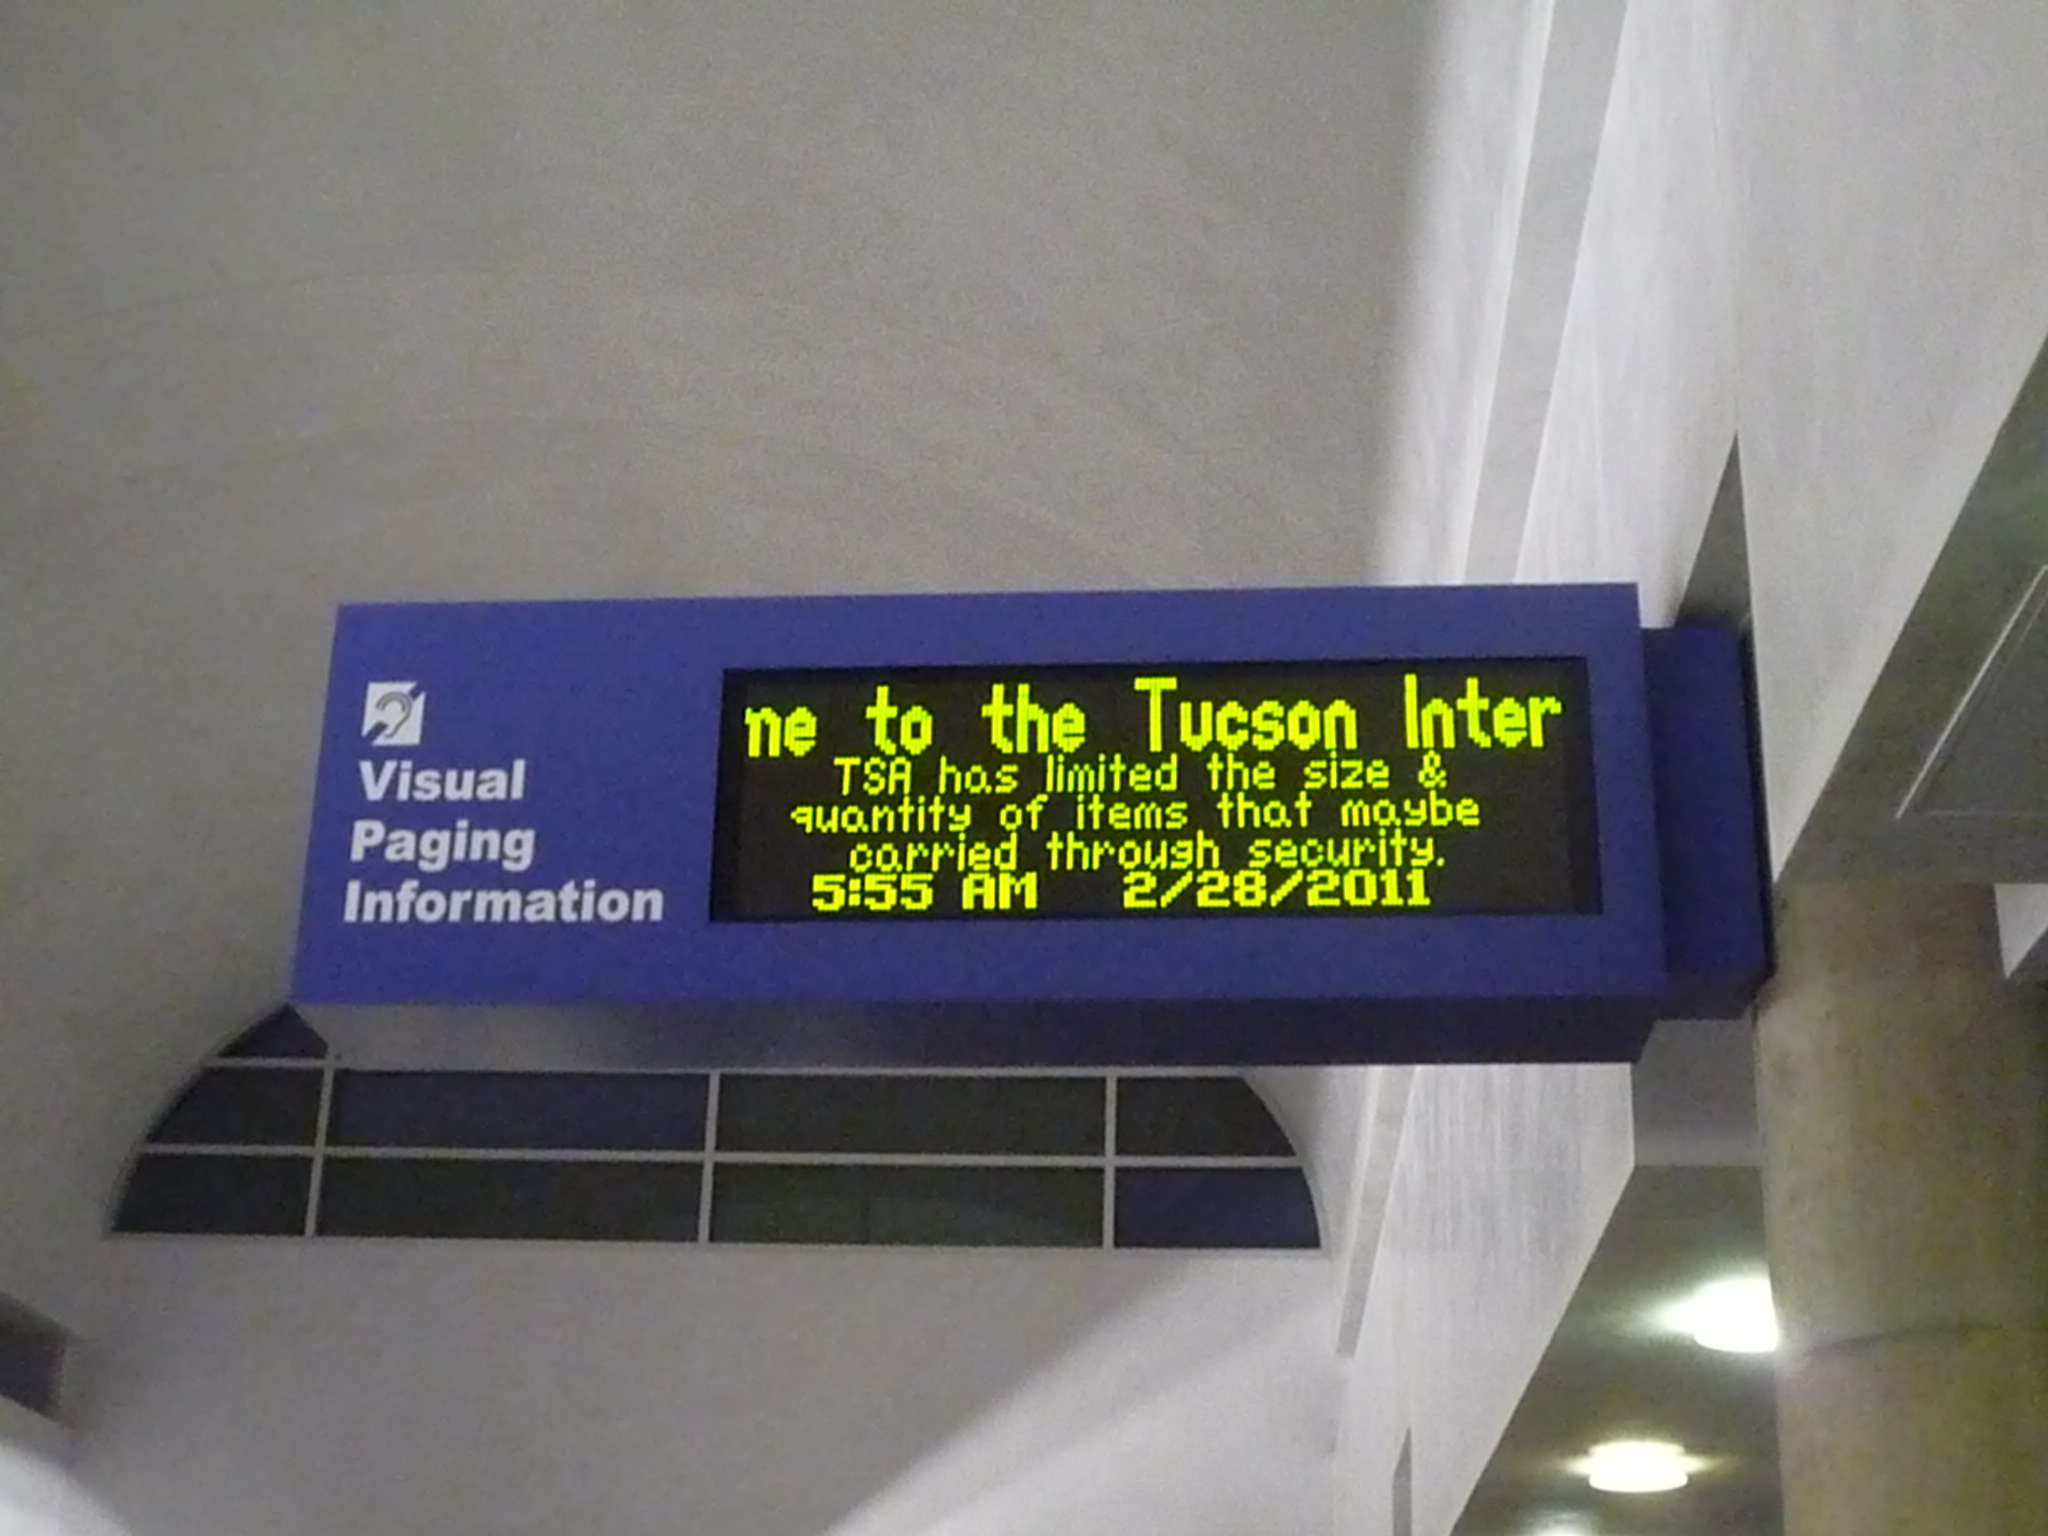 Visual
Paging
Information
ne to the Tucson Inter
TSA has limited the size &
quantity of items that maybe
carried through security.
5:55 AM 2/28/2011